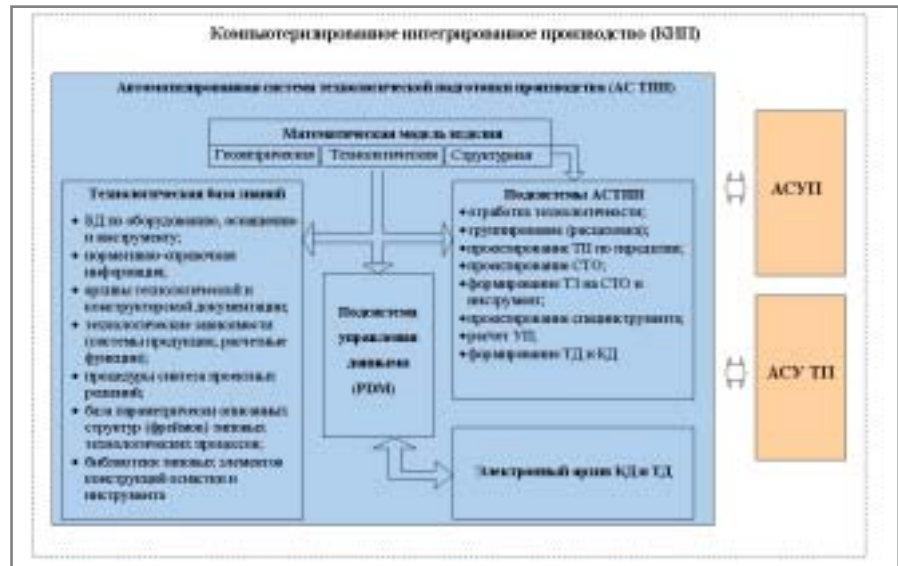 Компьютеризированное интегрированное производство (КИП)
Автоматизированная система технологической подготовки производства (АС ТПП)
Математическая модель изделия
Геометрическая Технологическая Структурная
Технологическая база знаний
• БД по оборудованию, оснащению
и инструменту;
• нормативно-справочная
информация;
• архивы технологической и
конструкторской документации;
• технологические зависимости
(системы продукции, расчетные
функции);
• процедуры синтеза проектных
решений;
• база параметрически описанных
структур (фреймов) типовых
технологических процессов;
• библиотеки типовых элементов
конструкций оснастки и
инструмента
Подсистема
управления
данными
(PDM)
Подсистемы АСТПП
• отработка технологичности;
• группирование (расцеховка);
• проектирование ТП по переделам;
• проектирование СТО;
• формирование ТЗ на СТО и
инструмент;
• проектирование специнструмента;
• расчет УП;
• формирование ТД и КД
Электронный архив КД и ТД
АСУП
АСУ ТП